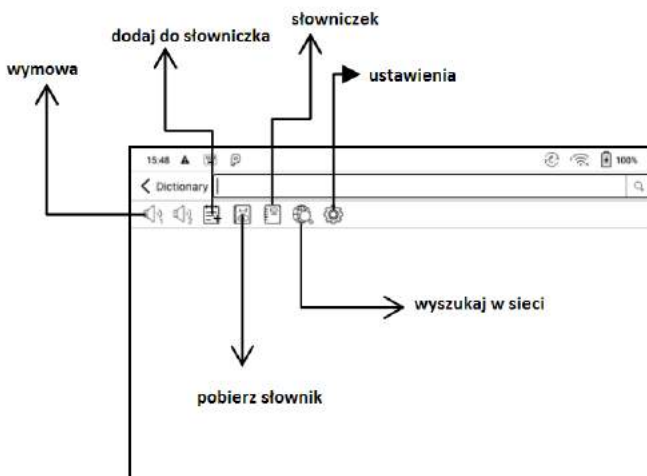 słowniczek
dodaj do słowniczka
wymowa
ustawienia
15:48
100%
Dictionary
wyszukaj w sieci
pobierz słownik